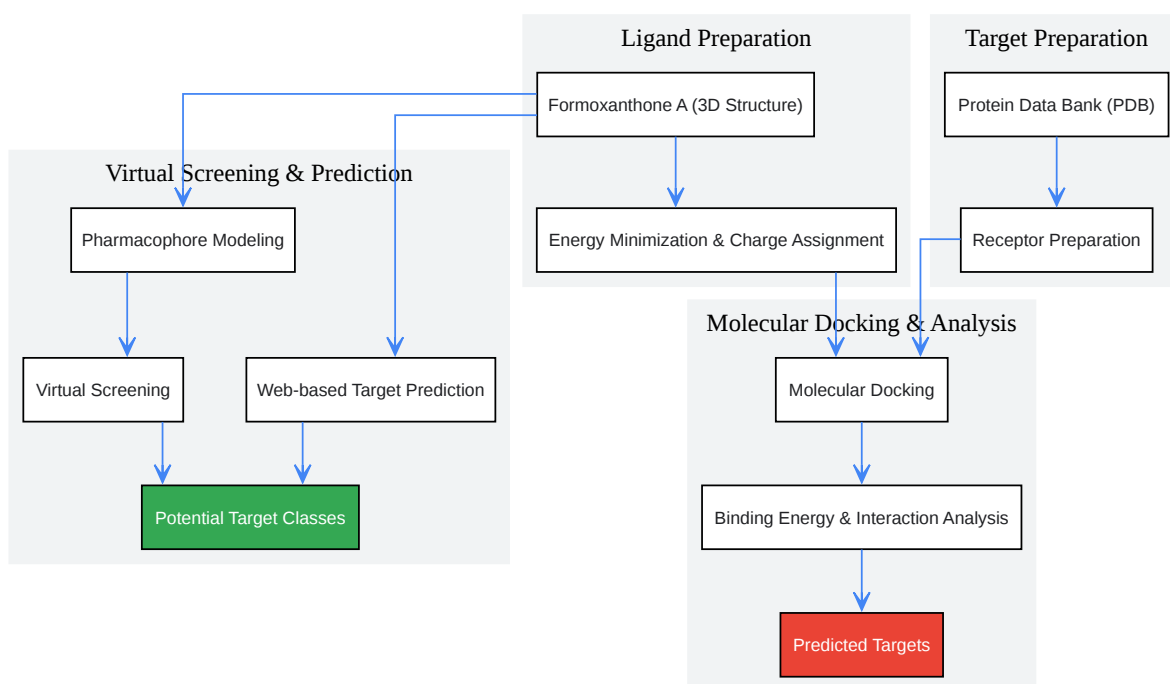 Ligand Preparation
Target Preparation
Formoxanthone A (3D Structure)
Protein Data Bank (PDB)
Virtual Screening & Prediction
Pharmacophore Modeling
Energy Minimization & Charge Assignment
Receptor Preparation
Molecular Docking & Analysis
Virtual Screening
Web-based Target Prediction
Molecular Docking
Potential Target Classes
Binding Energy & Interaction Analysis
Predicted Targets